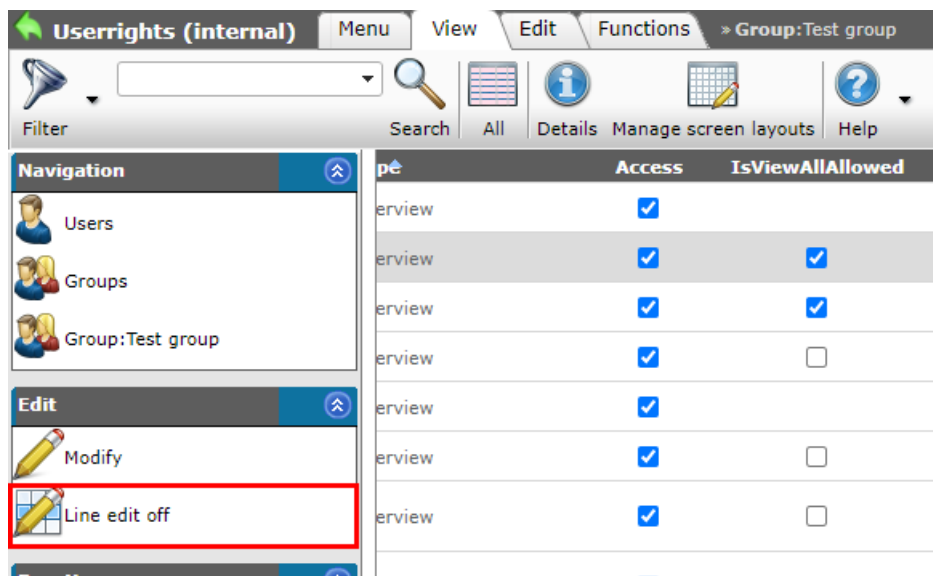 Userrights (internal) Menu View Edit Functions » Group:Test group
Filter Search All Details Manage screen layouts Help
Navigation
Users
Groups
Group:Test group
Edit
Modify
Line edit off
pe Access IsViewAllAllowed
erview
erview
erview
erview
erview
erview
erview